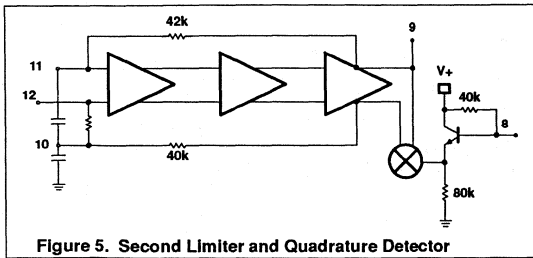 42k
9
11
V+
12
40k
8
10
40k
80k
Figure 5. Second Limiter and Quadrature Detector